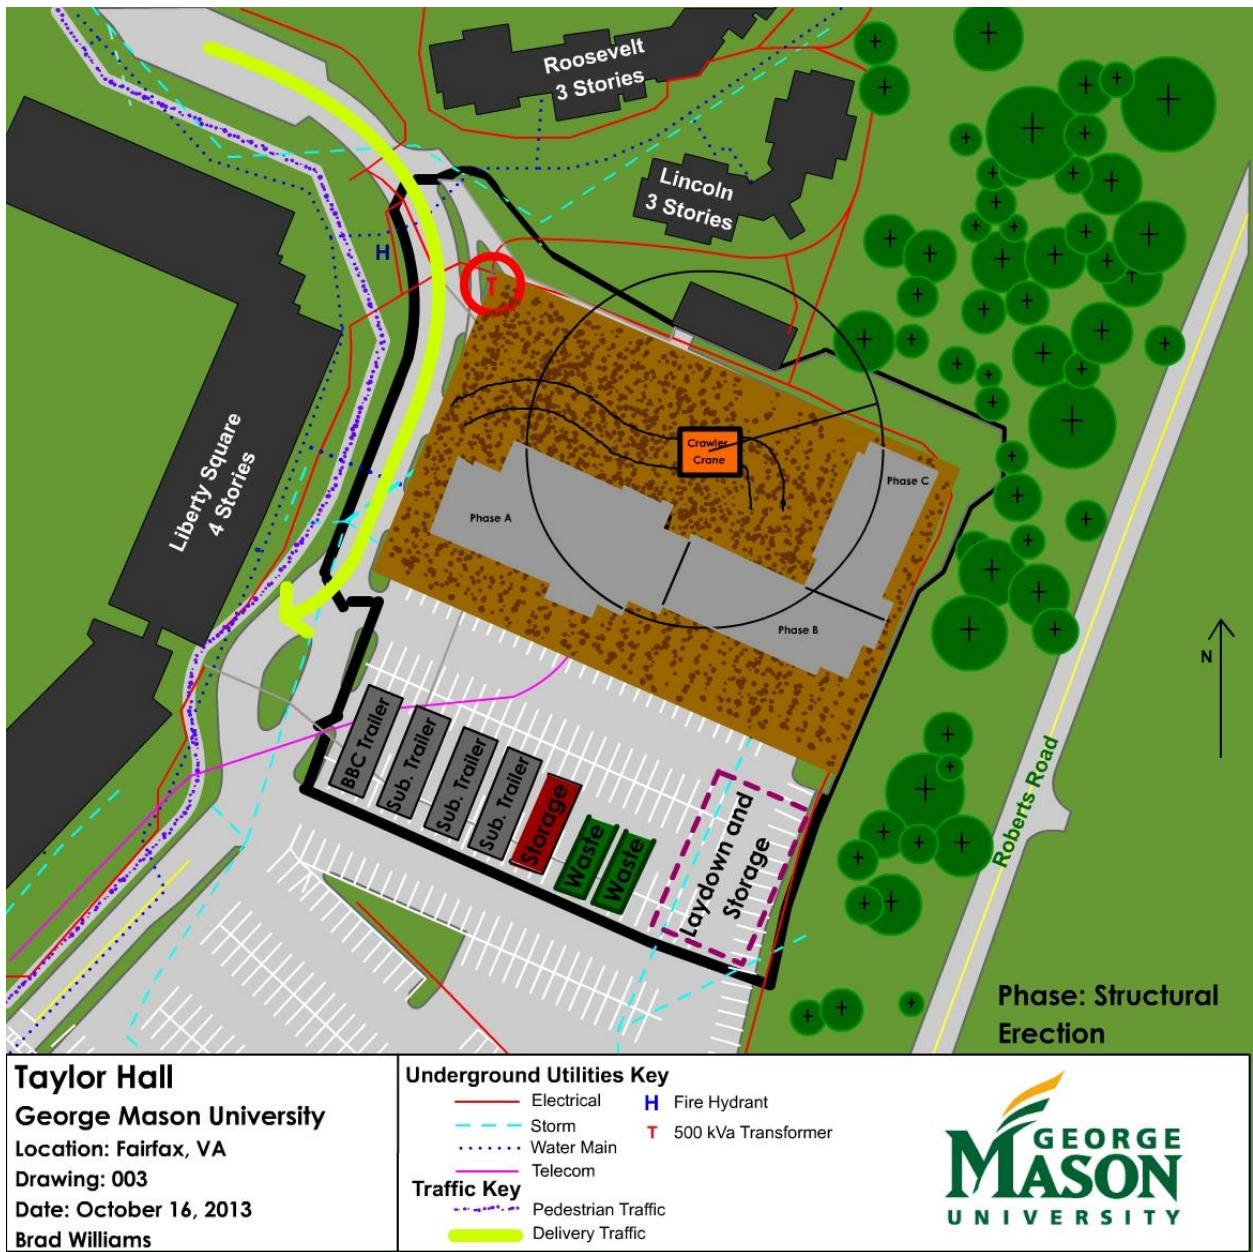 Roosevelt
3 Stories
Lincoln
3 Stories
H
T
Liberty Square
4 Stories
Crawler
Crane
Phase C
Phase A
Phase B
N
BBC Trailer
Sub. Trailer
Sub. Trailer
Sub. Trailer
Storage
Waste
Waste
Laydown and
Storage
Roberts Road
Phase: Structural
Erection
Taylor Hall
George Mason University
Location: Fairfax, VA
Drawing: 003
Date: October 16, 2013
Brad Williams
Underground Utilities Key
Electrical
Storm
Water Main
Telecom
H Fire Hydrant
T 500 kVa Transformer
Traffic Key
Pedestrian Traffic
Delivery Traffic
GEORGE
MASON
UNIVERSITY